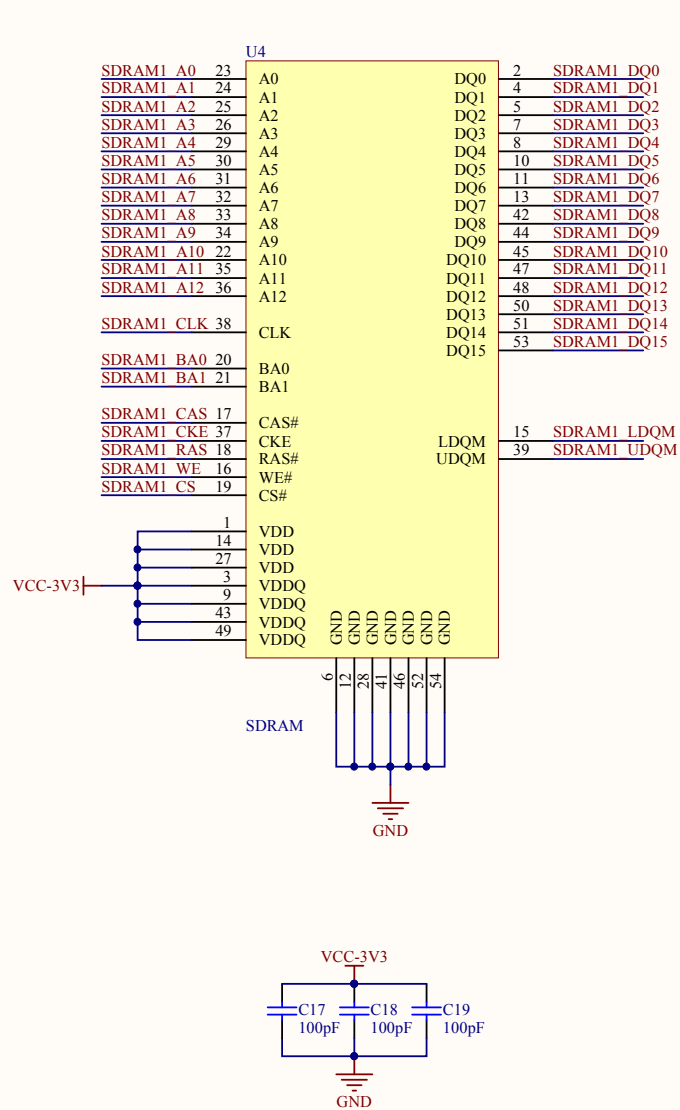 U4
SDRAM1_A0 23 A0 DQ0 2 SDRAM1_DQ0
SDRAM1_A1 24 A1 DQ1 4 SDRAM1_DQ1
SDRAM1_A2 25 A2 DQ2 5 SDRAM1_DQ2
SDRAM1_A3 26 A3 DQ3 7 SDRAM1_DQ3
SDRAM1_A4 29 A4 DQ4 8 SDRAM1_DQ4
SDRAM1_A5 30 A5 DQ5 10 SDRAM1_DQ5
SDRAM1_A6 31 A6 DQ6 11 SDRAM1_DQ6
SDRAM1_A7 32 A7 DQ7 13 SDRAM1_DQ7
SDRAM1_A8 33 A8 DQ8 42 SDRAM1_DQ8
SDRAM1_A9 34 A9 DQ9 44 SDRAM1_DQ9
SDRAM1_A10 22 A10 DQ10 45 SDRAM1_DQ10
SDRAM1_A11 35 A11 DQ11 47 SDRAM1_DQ11
SDRAM1_A12 36 A12 DQ12 48 SDRAM1_DQ12
DQ13 50 SDRAM1_DQ13
SDRAM1_CLK 38 CLK DQ14 51 SDRAM1_DQ14
DQ15 53 SDRAM1_DQ15
SDRAM1_BA0 20 BA0
SDRAM1_BA1 21 BA1
SDRAM1_CAS 17 CAS#
SDRAM1_CKE 37 CKE LDQM 15 SDRAM1_LDQM
SDRAM1_RAS 18 RAS# UDQM 39 SDRAM1_UDQM
SDRAM1_WE 16 WE#
SDRAM1_CS 19 CS#
1 VDD
14 VDD
27 VDD
VCC-3V3 3 VDDQ
9 VDDQ
43 VDDQ
49 VDDQ
GND GND GND GND GND GND GND
6 12 28 41 46 52 54
SDRAM
GND
VCC-3V3
C17 C18 C19
100pF 100pF 100pF
GND